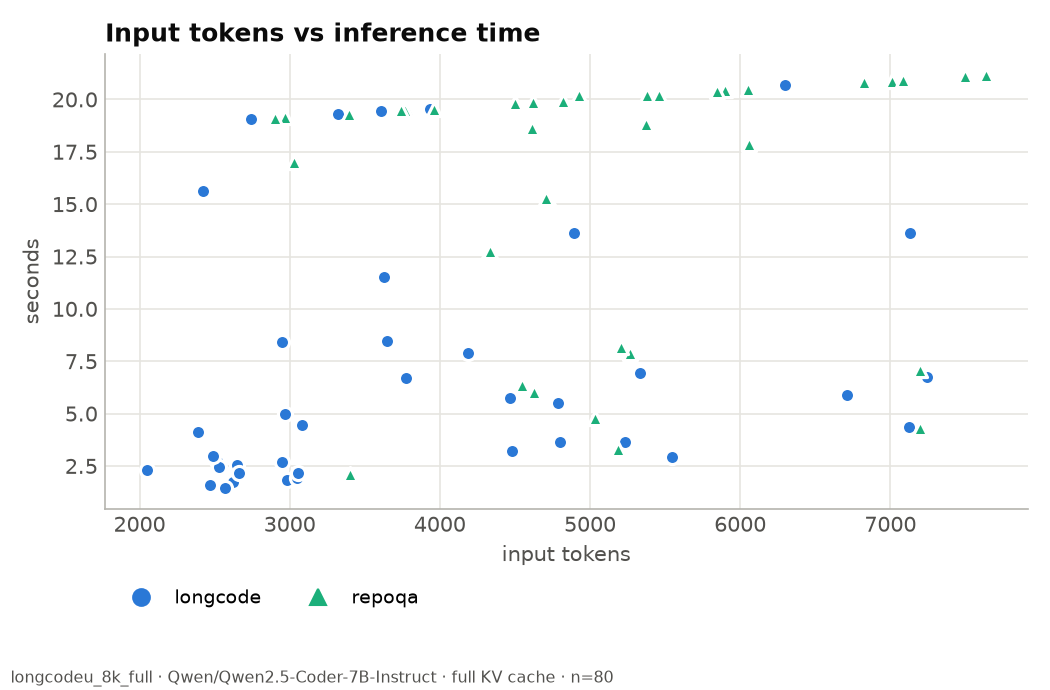 Input tokens vs inference time
20.0
17.5
15.0
12.5
10.0
7.5
5.0
2.5
seconds
2000 3000 4000 5000 6000 7000
input tokens
longcode repoqa
longcodeu_8k_full · Qwen/Qwen2.5-Coder-7B-Instruct · full KV cache · n=80